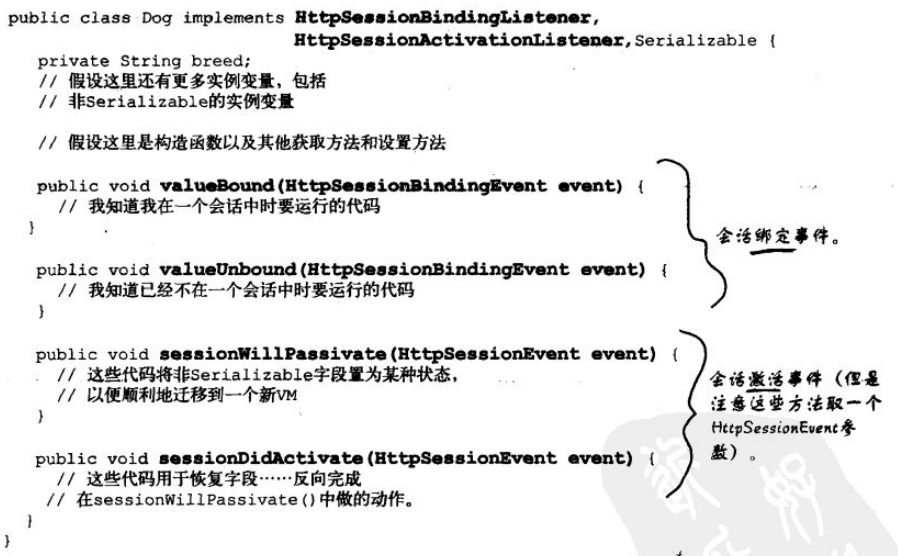 public class Dog implements HttpSessionBindingListener,
HttpSessionActivationListener,Serializable {
private String breed;
// 假设这里还有更多实例变量，包括
// 非Serializable的实例变量
// 假设这里是构造函数以及其他获取方法和设置方法
public void valueBound(HttpSessionBindingEvent event) {
// 我知道我在一个会话中时要运行的代码
}
会话绑定事件。
public void valueUnbound(HttpSessionBindingEvent event) {
// 我知道已经不在一个会话中时要运行的代码
}
public void sessionWillPassivate(HttpSessionEvent event) {
// 这些代码将非Serializable字段置为某种状态，
// 以便顺利地迁移到一个新VM
}
会话激活事件（但是
注意这些方法取一个
HttpSessionEvent参
数）。
public void sessionDidActivate(HttpSessionEvent event) {
// 这些代码用于恢复字段……反向完成
// 在sessionWillPassivate()中做的动作。
}
}